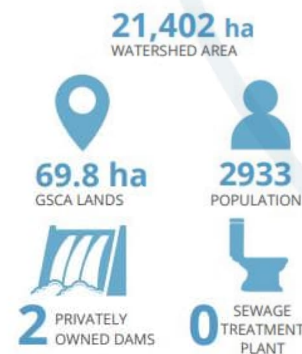 21,402 ha
WATERSHED AREA
69.8 ha
GSCA LANDS
2933
POPULATION
2 PRIVATELY
OWNED DAMS
0 SEWAGE
TREATMENT
PLANT